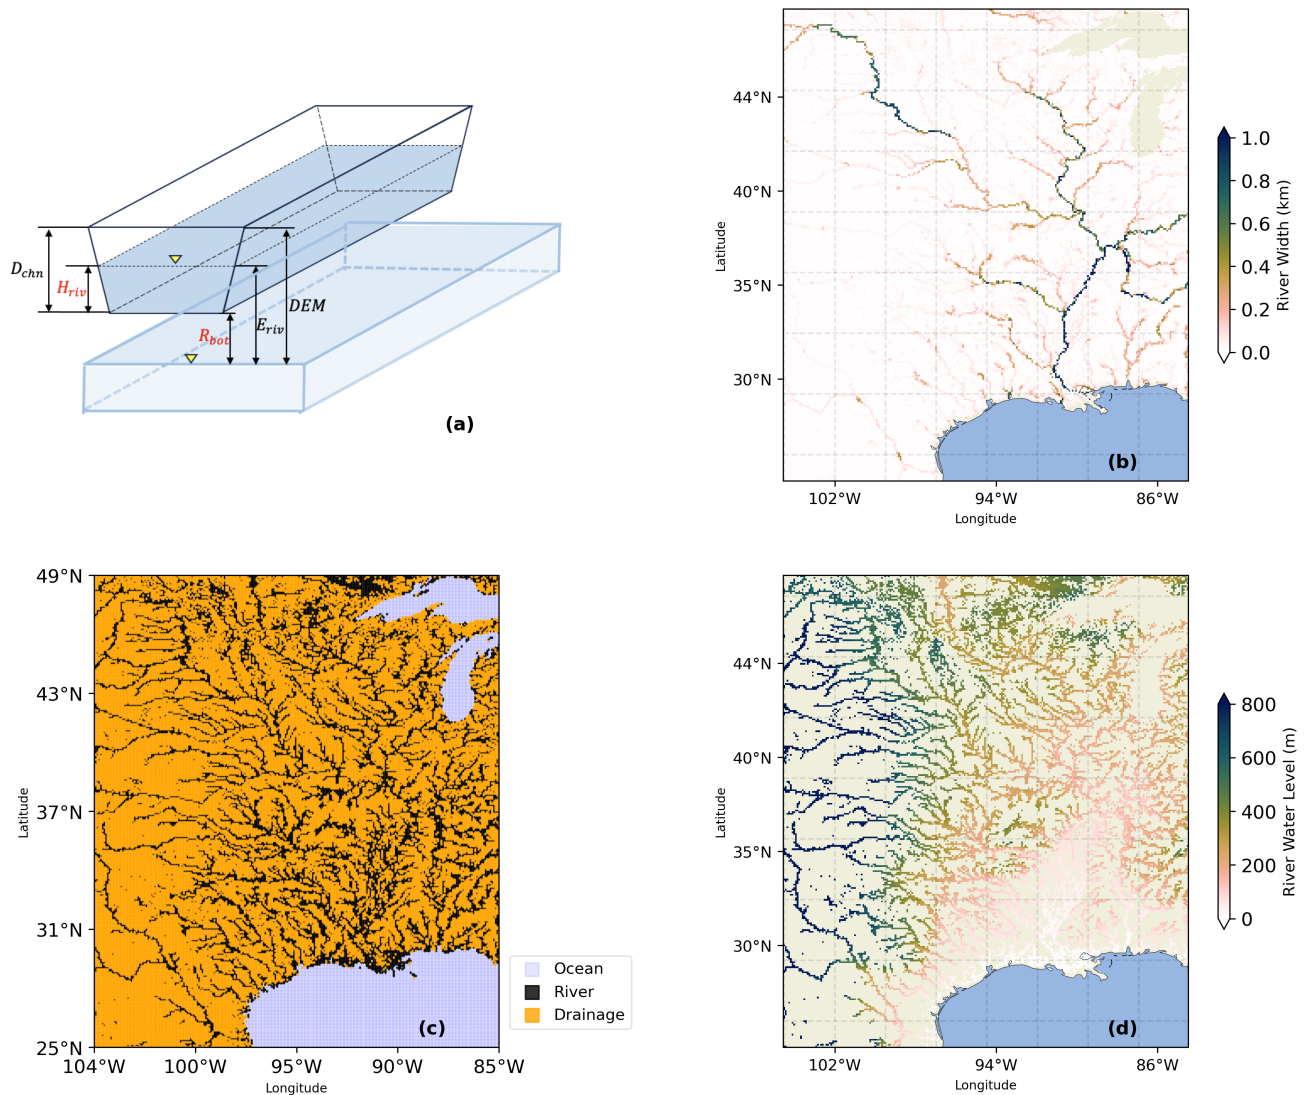 D_chn
H_riv
R_bot
E_riv
DEM
(a)
44°N
40°N
35°N
30°N
Latitude
102°W
94°W
86°W
Longitude
(b)
1.0
0.8
0.6
0.4
0.2
0.0
River Width (km)
49°N
43°N
37°N
31°N
25°N
Latitude
104°W
100°W
95°W
90°W
85°W
Longitude
(c)
Ocean
River
Drainage
44°N
40°N
35°N
30°N
Latitude
102°W
94°W
86°W
Longitude
(d)
800
600
400
200
0
River Water Level (m)